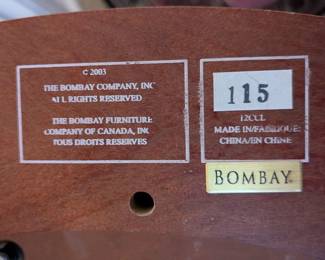 © 2003
THE BOMBAY COMPANY, INC
ALL RIGHTS RESERVED
THE BOMBAY FURNITURE
COMPANY OF CANADA, INC
TOUS DROITS RESERVES
115
12CCL
MADE IN/FABRIQUE:
CHINA/EN CHINE
BOMBAY